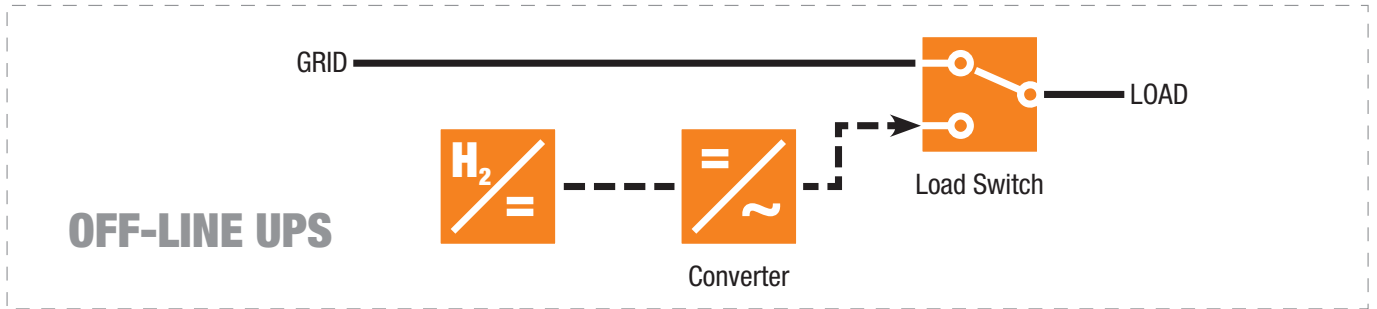 GRID
LOAD
H₂
=
=
~
Load Switch
OFF-LINE UPS
Converter